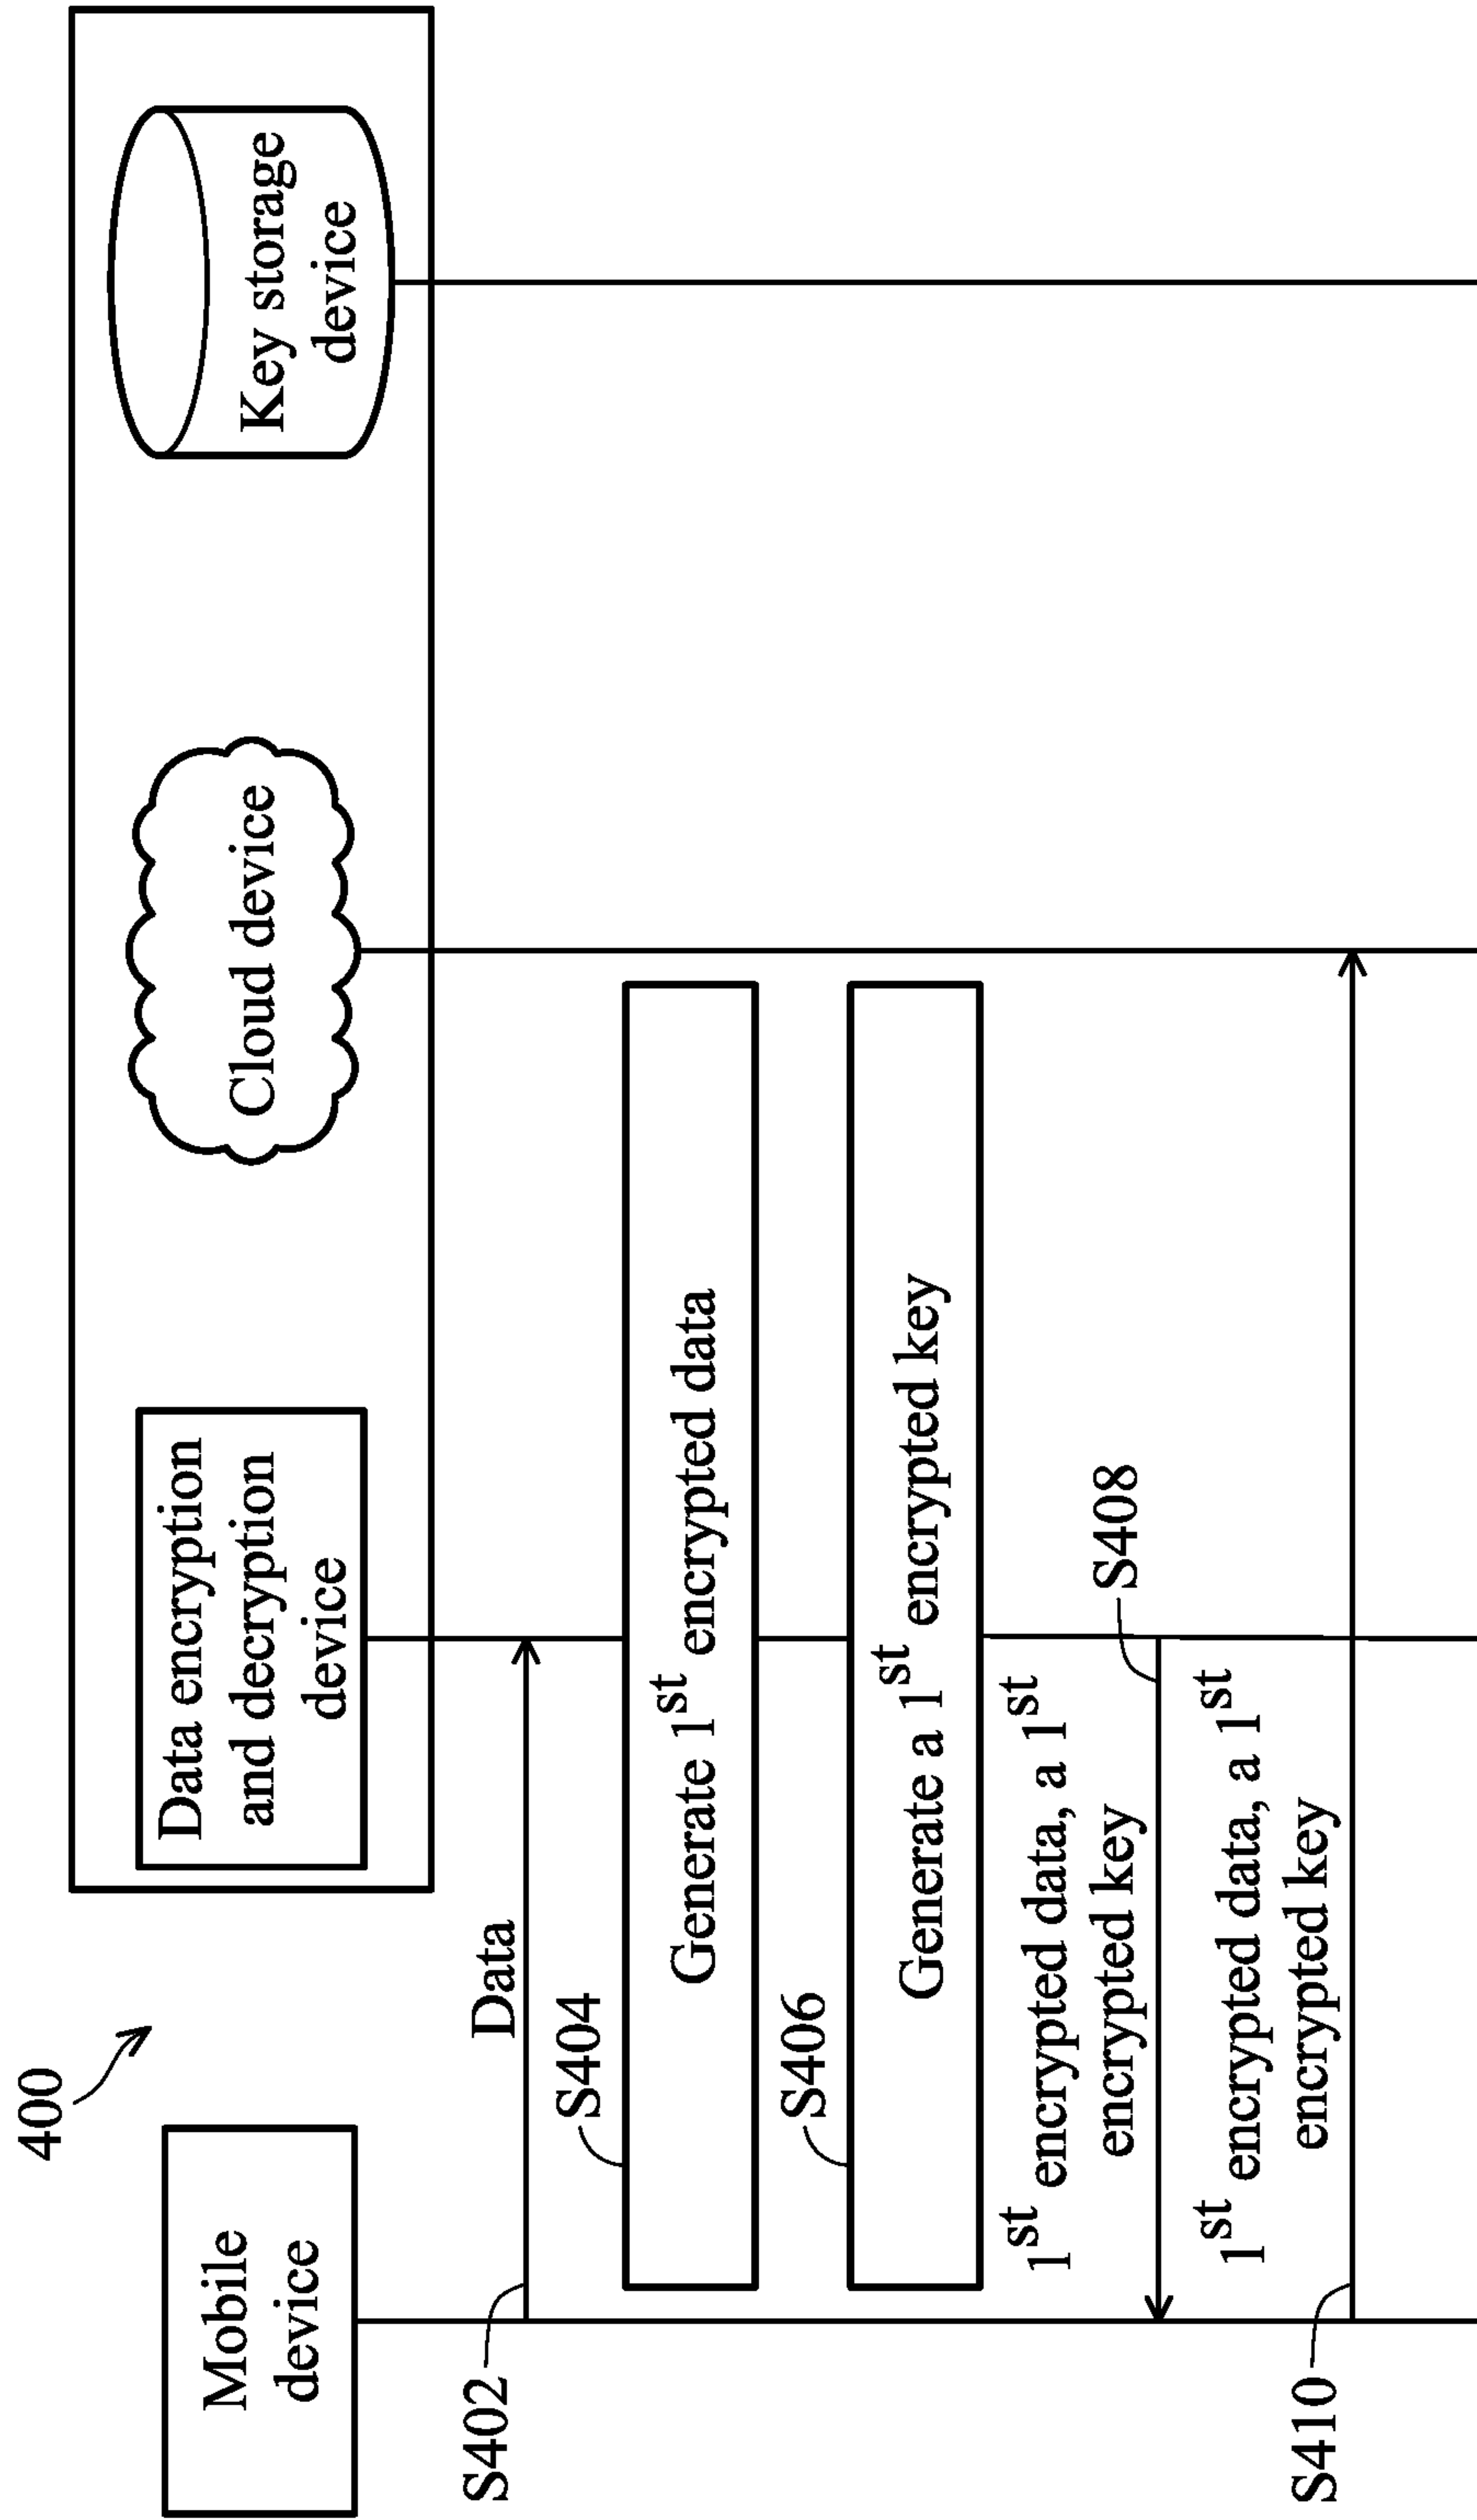 400
Mobile
device
Data encryption
and decryption
device
Cloud device
Key storage
device
S402
Data
S404
Generate 1st encrypted data
S406
Generate a 1st encrypted key
1st encrypted data, a 1st
encrypted key
S408
1st encrypted data, a 1st
encrypted key
S410